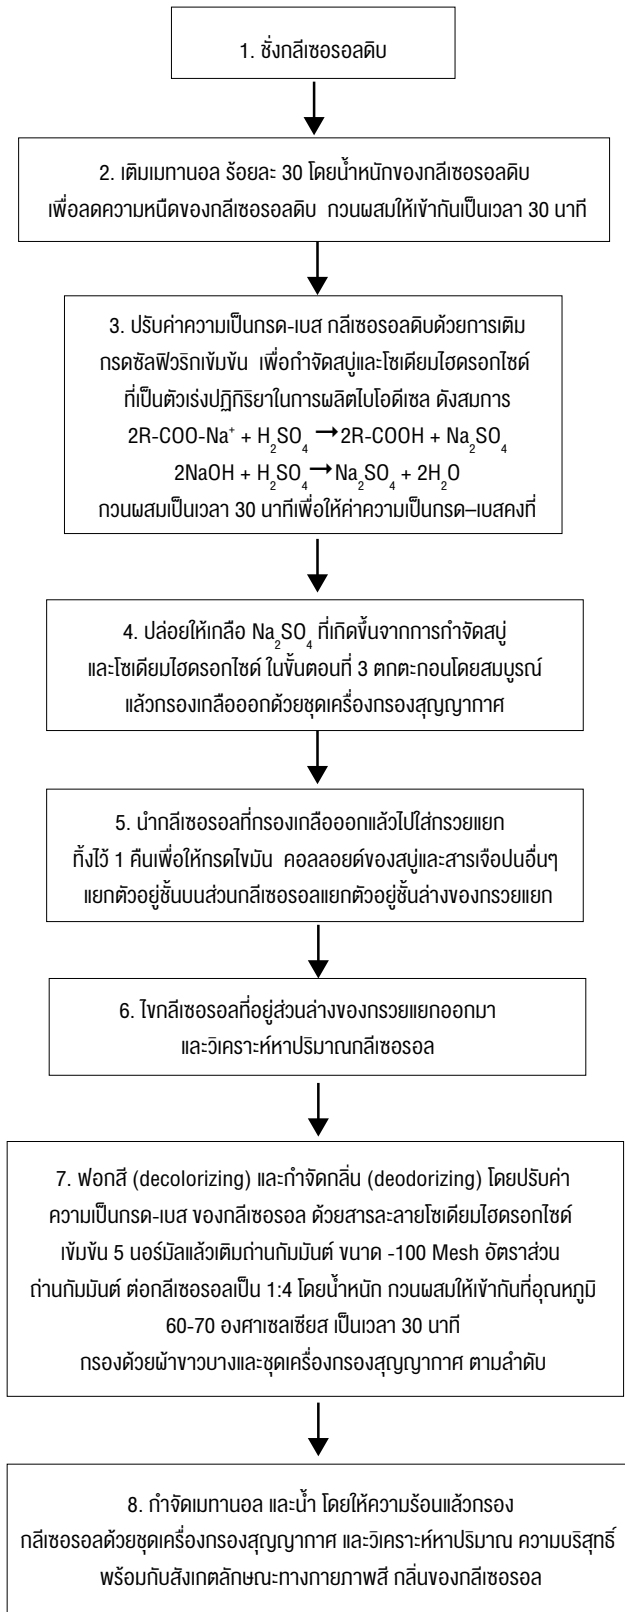 1. ชั่งกลีเซอรอลดิบ
2. เติมเมทานอล ร้อยละ 30 โดยน้ำหนักของกลีเซอรอลดิบ
เพื่อลดความหนืดของกลีเซอรอลดิบ กวนผสมให้เข้ากันเป็นเวลา 30 นาที
3. ปรับค่าความเป็นกรด-เบส กลีเซอรอลดิบด้วยการเติม
กรดซัลฟิวริกเข้มข้น เพื่อกำจัดสบู่และโซเดียมไฮดรอกไซด์
ที่เป็นตัวเร่งปฏิกิริยาในการผลิตไบโอดีเซล ดังสมการ
2R-COO-Na⁺ + H₂SO₄ → 2R-COOH + Na₂SO₄
2NaOH + H₂SO₄ → Na₂SO₄ + 2H₂O
กวนผสมเป็นเวลา 30 นาทีเพื่อให้ค่าความเป็นกรด–เบสคงที่
4. ปล่อยให้เกลือ Na₂SO₄ ที่เกิดขึ้นจากการกำจัดสบู่
และโซเดียมไฮดรอกไซด์ ในขั้นตอนที่ 3 ตกตะกอนโดยสมบูรณ์
แล้วกรองเกลือออกด้วยชุดเครื่องกรองสุญญากาศ
5. นำกลีเซอรอลที่กรองเกลือออกแล้วไปใส่กรวยแยก
ทิ้งไว้ 1 คืนเพื่อให้กรดไขมัน คอลลอยด์ของสบู่และสารเจือปนอื่นๆ
แยกตัวอยู่ชั้นบนส่วนกลีเซอรอลแยกตัวอยู่ชั้นล่างของกรวยแยก
6. ไขกลีเซอรอลที่อยู่ส่วนล่างของกรวยแยกออกมา
และวิเคราะห์หาปริมาณกลีเซอรอล
7. ฟอกสี (decolorizing) และกำจัดกลิ่น (deodorizing) โดยปรับค่า
ความเป็นกรด-เบส ของกลีเซอรอล ด้วยสารละลายโซเดียมไฮดรอกไซด์
เข้มข้น 5 นอร์มัลแล้วเติมถ่านกัมมันต์ ขนาด -100 Mesh อัตราส่วน
ถ่านกัมมันต์ ต่อกลีเซอรอลเป็น 1:4 โดยน้ำหนัก กวนผสมให้เข้ากันที่อุณหภูมิ
60-70 องศาเซลเซียส เป็นเวลา 30 นาที
กรองด้วยผ้าขาวบางและชุดเครื่องกรองสุญญากาศ ตามลำดับ
8. กำจัดเมทานอล และน้ำ โดยให้ความร้อนแล้วกรอง
กลีเซอรอลด้วยชุดเครื่องกรองสุญญากาศ และวิเคราะห์หาปริมาณ ความบริสุทธิ์
พร้อมกับสังเกตลักษณะทางกายภาพสี กลิ่นของกลีเซอรอล